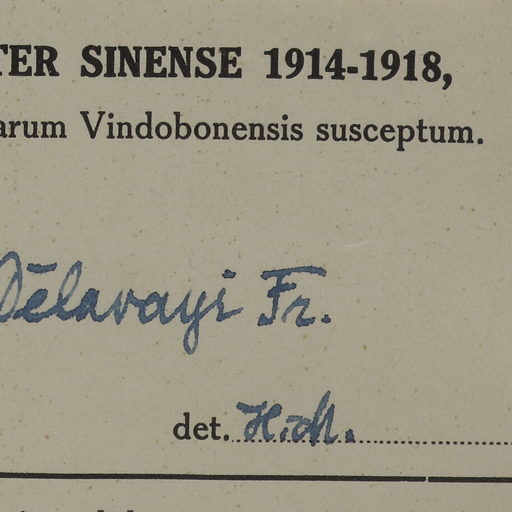 TER SINENSE 1914-1918,
arum Vindobonensis susceptum.
Delavayi Fr.
det.